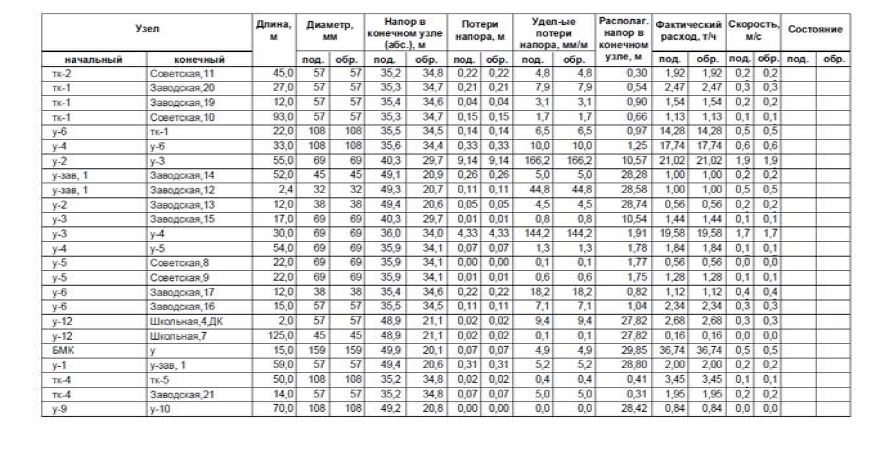 Узел Длина, м Диаметр, мм Напор в конечном узле (абс.), м Потери напора, м Удел-ые потери напора, мм/м Располаг. напор в конечном узле, м Фактический расход, т/ч Скорость, м/с Состояние
начальный конечный под. обр. под. обр. под. обр. под. обр. под. обр. под. обр. под. обр.
тк-2 Советская,11 45,0 57 57 35,2 34,8 0,22 0,22 4,8 4,8 0,30 1,92 1,92 0,2 0,2
тк-1 Заводская,20 27,0 57 57 35,3 34,7 0,21 0,21 7,9 7,9 0,54 2,47 2,47 0,3 0,3
тк-1 Заводская,19 12,0 57 57 35,4 34,6 0,04 0,04 3,1 3,1 0,90 1,54 1,54 0,2 0,2
тк-1 Советская,10 93,0 57 57 35,3 34,7 0,15 0,15 1,7 1,7 0,66 1,13 1,13 0,1 0,1
у-6 тк-1 22,0 108 108 35,5 34,5 0,14 0,14 6,5 6,5 0,97 14,28 14,28 0,5 0,5
у-4 у-6 33,0 108 108 35,6 34,4 0,33 0,33 10,0 10,0 1,25 17,74 17,74 0,6 0,6
у-2 у-3 55,0 69 69 40,3 29,7 9,14 9,14 166,2 166,2 10,57 21,02 21,02 1,9 1,9
у-зав, 1 Заводская,14 52,0 45 45 49,1 20,9 0,26 0,26 5,0 5,0 28,28 1,00 1,00 0,2 0,2
у-зав, 1 Заводская,12 2,4 32 32 49,3 20,7 0,11 0,11 44,8 44,8 28,58 1,00 1,00 0,5 0,5
у-2 Заводская,13 12,0 38 38 49,4 20,6 0,05 0,05 4,5 4,5 28,74 0,56 0,56 0,2 0,2
у-3 Заводская,15 17,0 69 69 40,3 29,7 0,01 0,01 0,8 0,8 10,54 1,44 1,44 0,1 0,1
у-3 у-4 30,0 69 69 36,0 34,0 4,33 4,33 144,2 144,2 1,91 19,58 19,58 1,7 1,7
у-4 у-5 54,0 69 69 35,9 34,1 0,07 0,07 1,3 1,3 1,78 1,84 1,84 0,1 0,1
у-5 Советская,8 22,0 69 69 35,9 34,1 0,00 0,00 0,1 0,1 1,77 0,56 0,56 0,0 0,0
у-5 Советская,9 22,0 69 69 35,9 34,1 0,01 0,01 0,6 0,6 1,75 1,28 1,28 0,1 0,1
у-6 Заводская,17 12,0 38 38 35,4 34,6 0,22 0,22 18,2 18,2 0,82 1,12 1,12 0,4 0,4
у-6 Заводская,16 15,0 57 57 35,5 34,5 0,11 0,11 7,1 7,1 1,04 2,34 2,34 0,3 0,3
у-12 Школьная,4,ДК 2,0 57 57 48,9 21,1 0,02 0,02 9,4 9,4 27,82 2,68 2,68 0,3 0,3
у-12 Школьная,7 125,0 45 45 48,9 21,1 0,02 0,02 0,1 0,1 27,82 0,16 0,16 0,0 0,0
БМК у 15,0 159 159 49,9 20,1 0,07 0,07 4,9 4,9 29,85 36,74 36,74 0,5 0,5
у-1 у-зав, 1 59,0 57 57 49,4 20,6 0,31 0,31 5,2 5,2 28,80 2,00 2,00 0,2 0,2
тк-4 тк-5 50,0 108 108 35,2 34,8 0,02 0,02 0,4 0,4 0,41 3,45 3,45 0,1 0,1
тк-4 Заводская,21 14,0 57 57 35,2 34,8 0,07 0,07 5,0 5,0 0,31 1,95 1,95 0,2 0,2
у-9 у-10 70,0 108 108 49,2 20,8 0,00 0,00 0,0 0,0 28,42 0,84 0,84 0,0 0,0